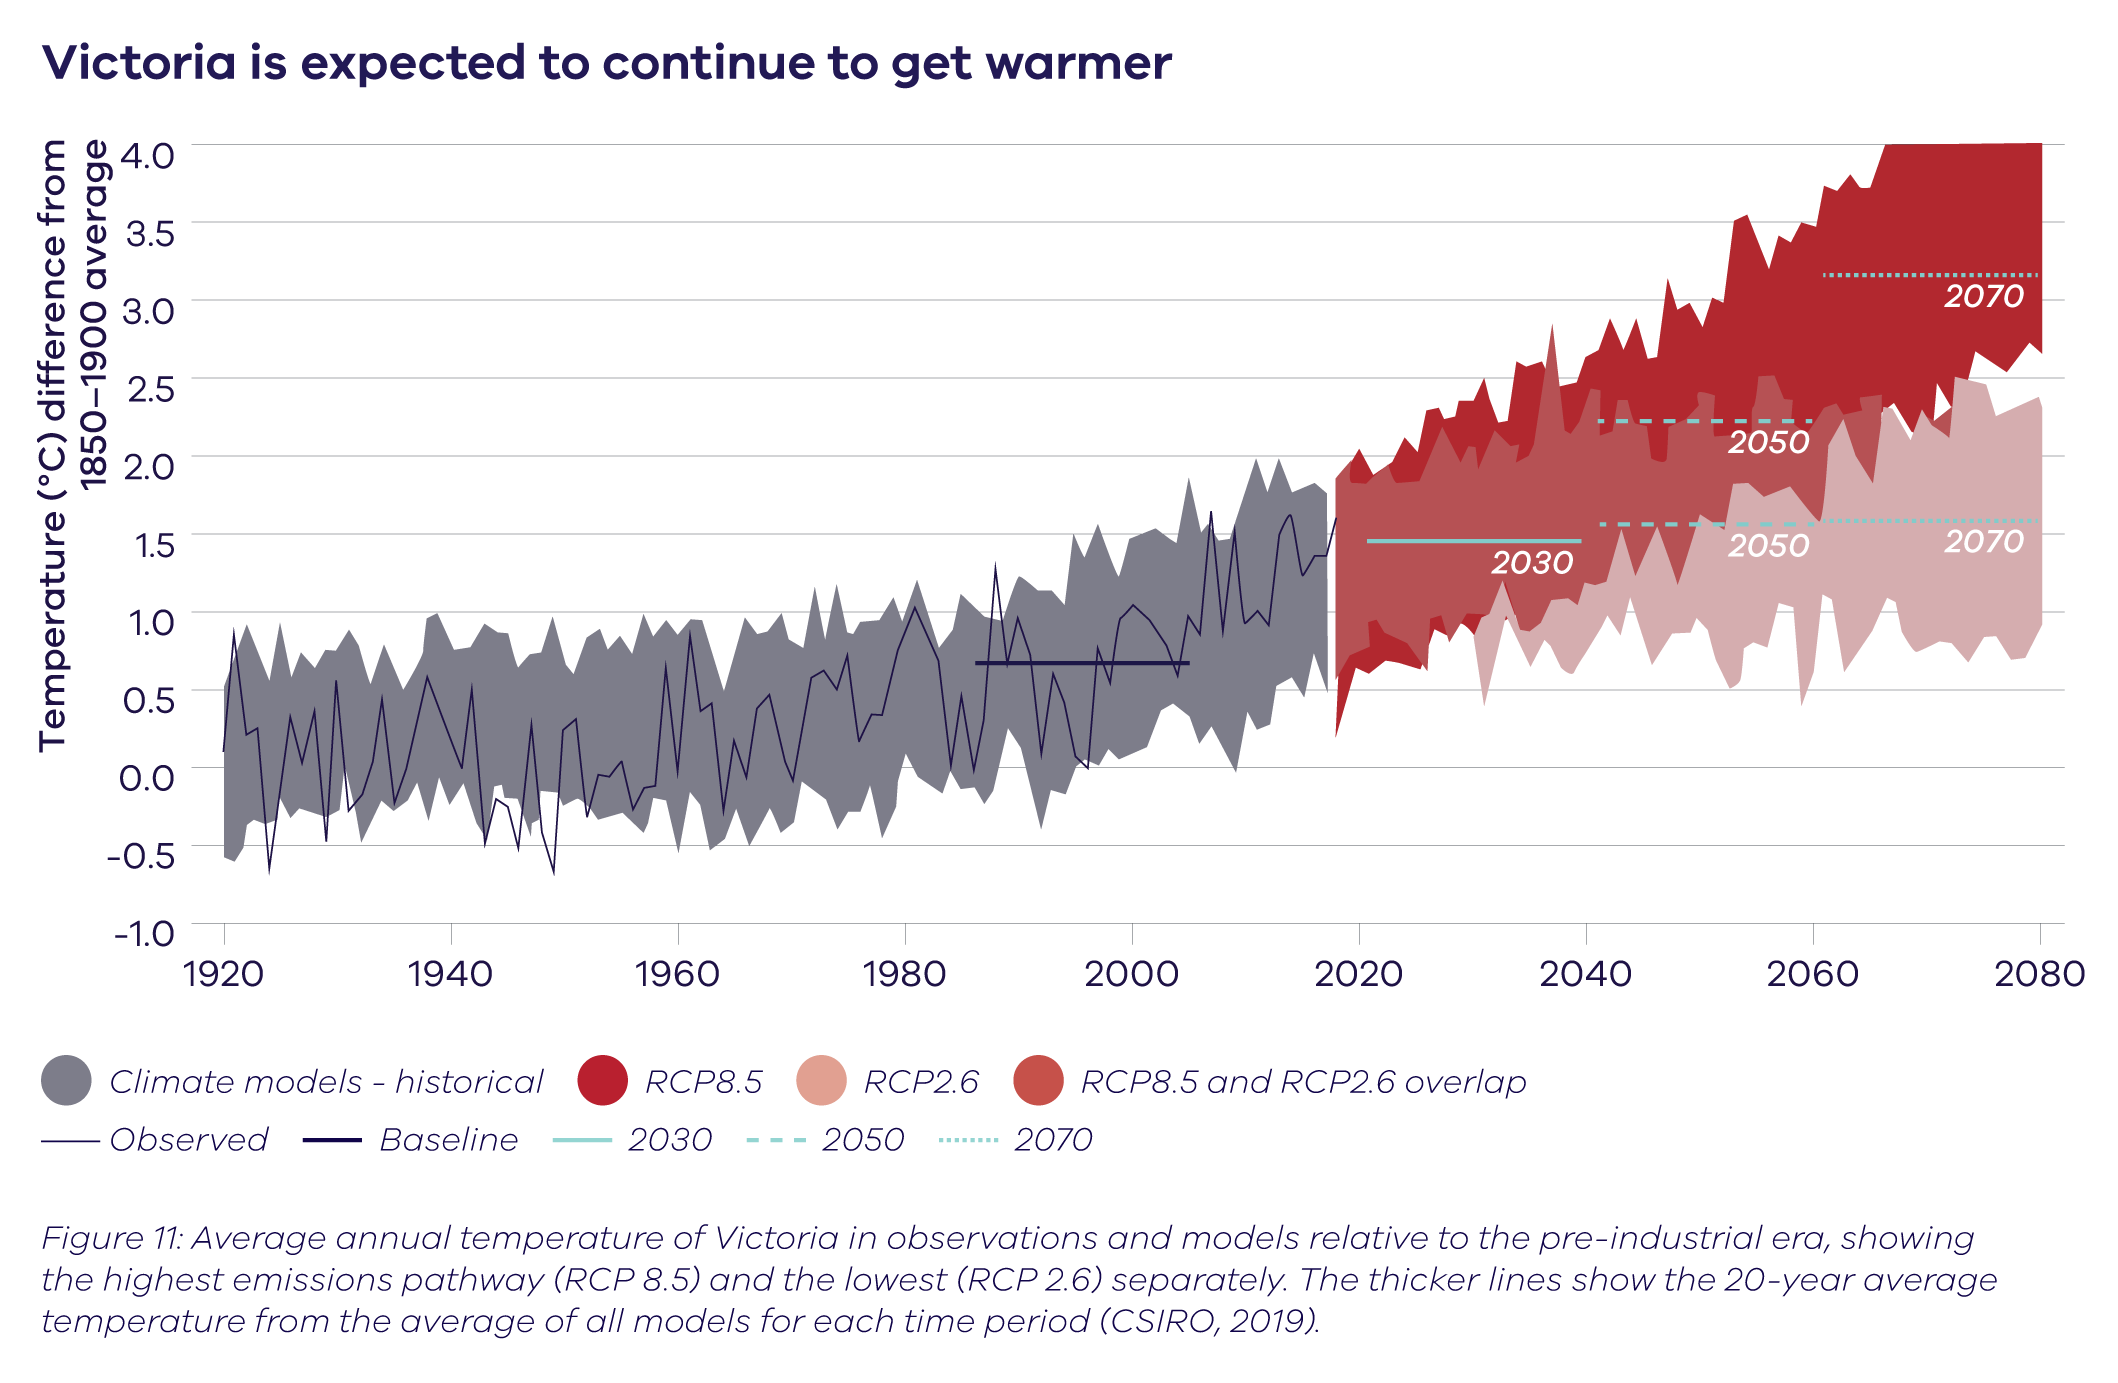 Victoria is expected to continue to get warmer
Temperature (°C) difference from
1850–1900 average
4.0
3.5
3.0
2.5
2.0
1.5
1.0
0.5
0.0
-0.5
-1.0
2070
2050
2030
2050
2070
1920
1940
1960
1980
2000
2020
2040
2060
2080
Climate models - historical
RCP8.5
RCP2.6
RCP8.5 and RCP2.6 overlap
Observed
Baseline
2030
2050
2070
Figure 11: Average annual temperature of Victoria in observations and models relative to the pre-industrial era, showing
the highest emissions pathway (RCP 8.5) and the lowest (RCP 2.6) separately. The thicker lines show the 20-year average
temperature from the average of all models for each time period (CSIRO, 2019).